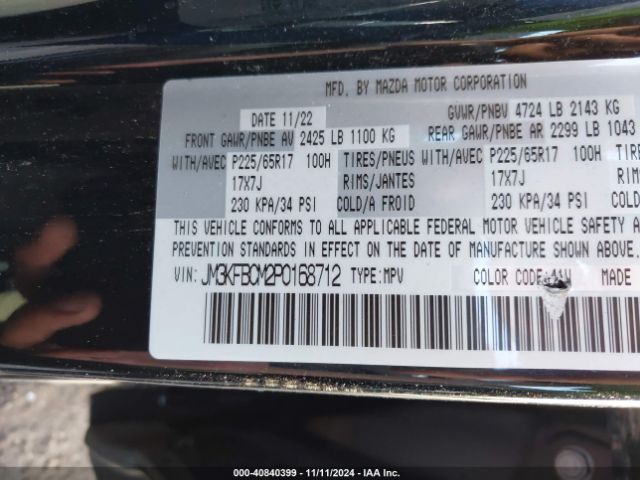 MFD. BY MAZDA MOTOR CORPORATION
DATE 11/22 GVWR/PNBV 4724 LB 2143 KG
FRONT GAWR/PNBE AV 2425 LB 1100 KG REAR GAWR/PNBE AR 2299 LB 1043
WITH/AVEC P225/65R17 100H TIRES/PNEUS WITH/AVEC P225/65R17 100H
17X7J RIMS/JANTES 17X7J
230 KPA/34 PSI COLD/A FROID 230 KPA/34 PSI
THIS VEHICLE CONFORMS TO ALL APPLICABLE FEDERAL MOTOR VEHICLE SAFETY
PREVENTION STANDARDS IN EFFECT ON THE DATE OF MANUFACTURE SHOWN ABOVE.
VIN: JM3KFBCM2P0168712 TYPE:MPV COLOR CODE: MADE
000-40840399 - 11/11/2024 - IAA Inc.